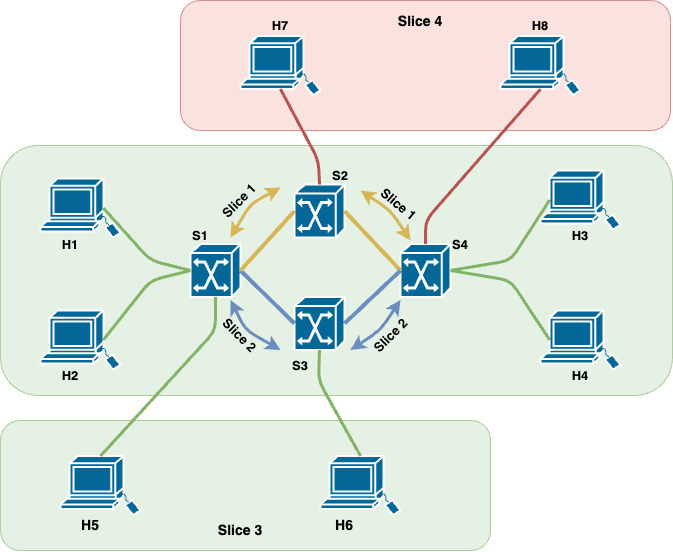 Slice 4
H7
H8
S2
Slice 1
Slice 1
H1
S1
S4
H3
H2
Slice 2
Slice 2
S3
H4
H5
H6
Slice 3